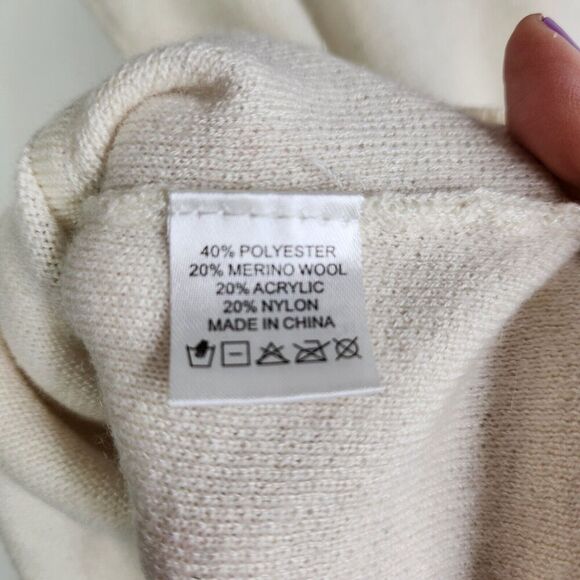 40% POLYESTER
20% MERINO WOOL
20% ACRYLIC
20% NYLON
MADE IN CHINA